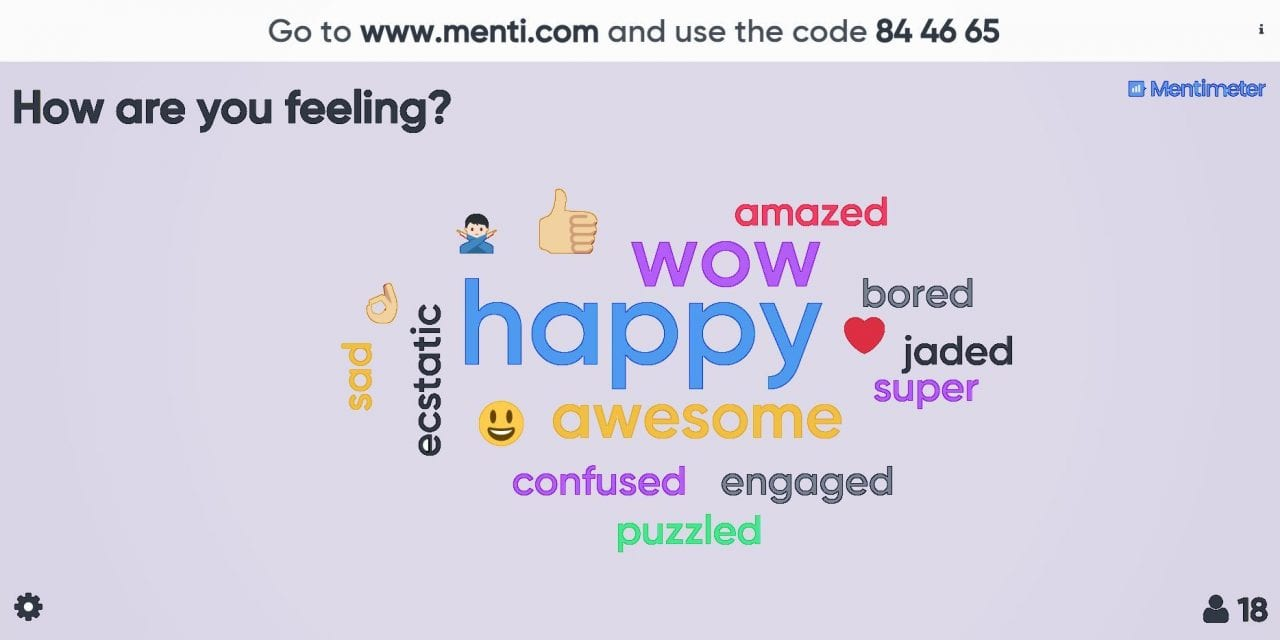 Go to www.menti.com and use the code 84 46 65
i
Mentimeter
How are you feeling?
amazed
wow
bored
happy
ecstatic
sad
jaded
super
awesome
confused engaged
puzzled
18